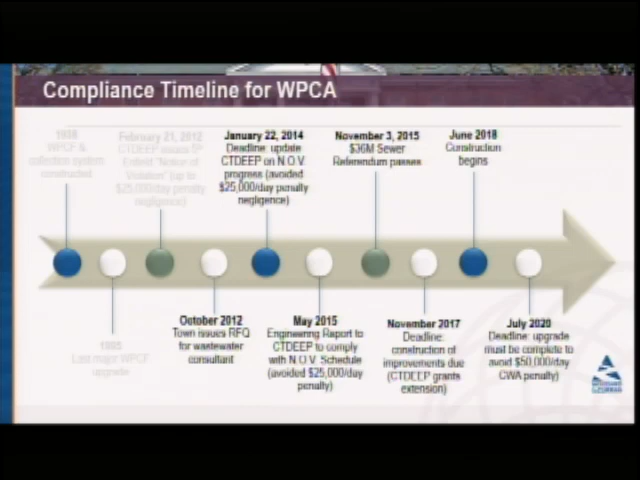 Compliance Timeline for WPCA
1938
WPCF &
collection system
constructed
February 21, 2012
CTDEEP issues
Enfield "Notice of
Violation" (up to
$25,000/day penalty
negligence)
January 22, 2014
Deadline: update
CTDEEP on N.O.V.
progress (avoided
$25,000/day penalty
negligence)
November 3, 2015
$36M Sewer
Referendum passes
June 2018
Construction
begins
Last major WPCF
upgrade
October 2012
Town issues RFQ
for wastewater
consultant
May 2015
Engineering Report to
CTDEEP to comply
with N.O.V. Schedule
(avoided $25,000/day
penalty)
November 2017
Deadline:
construction of
improvements due
(CTDEEP grants
extension)
July 2020
Deadline: upgrade
must be complete to
avoid $50,000/day
CWA penalty)